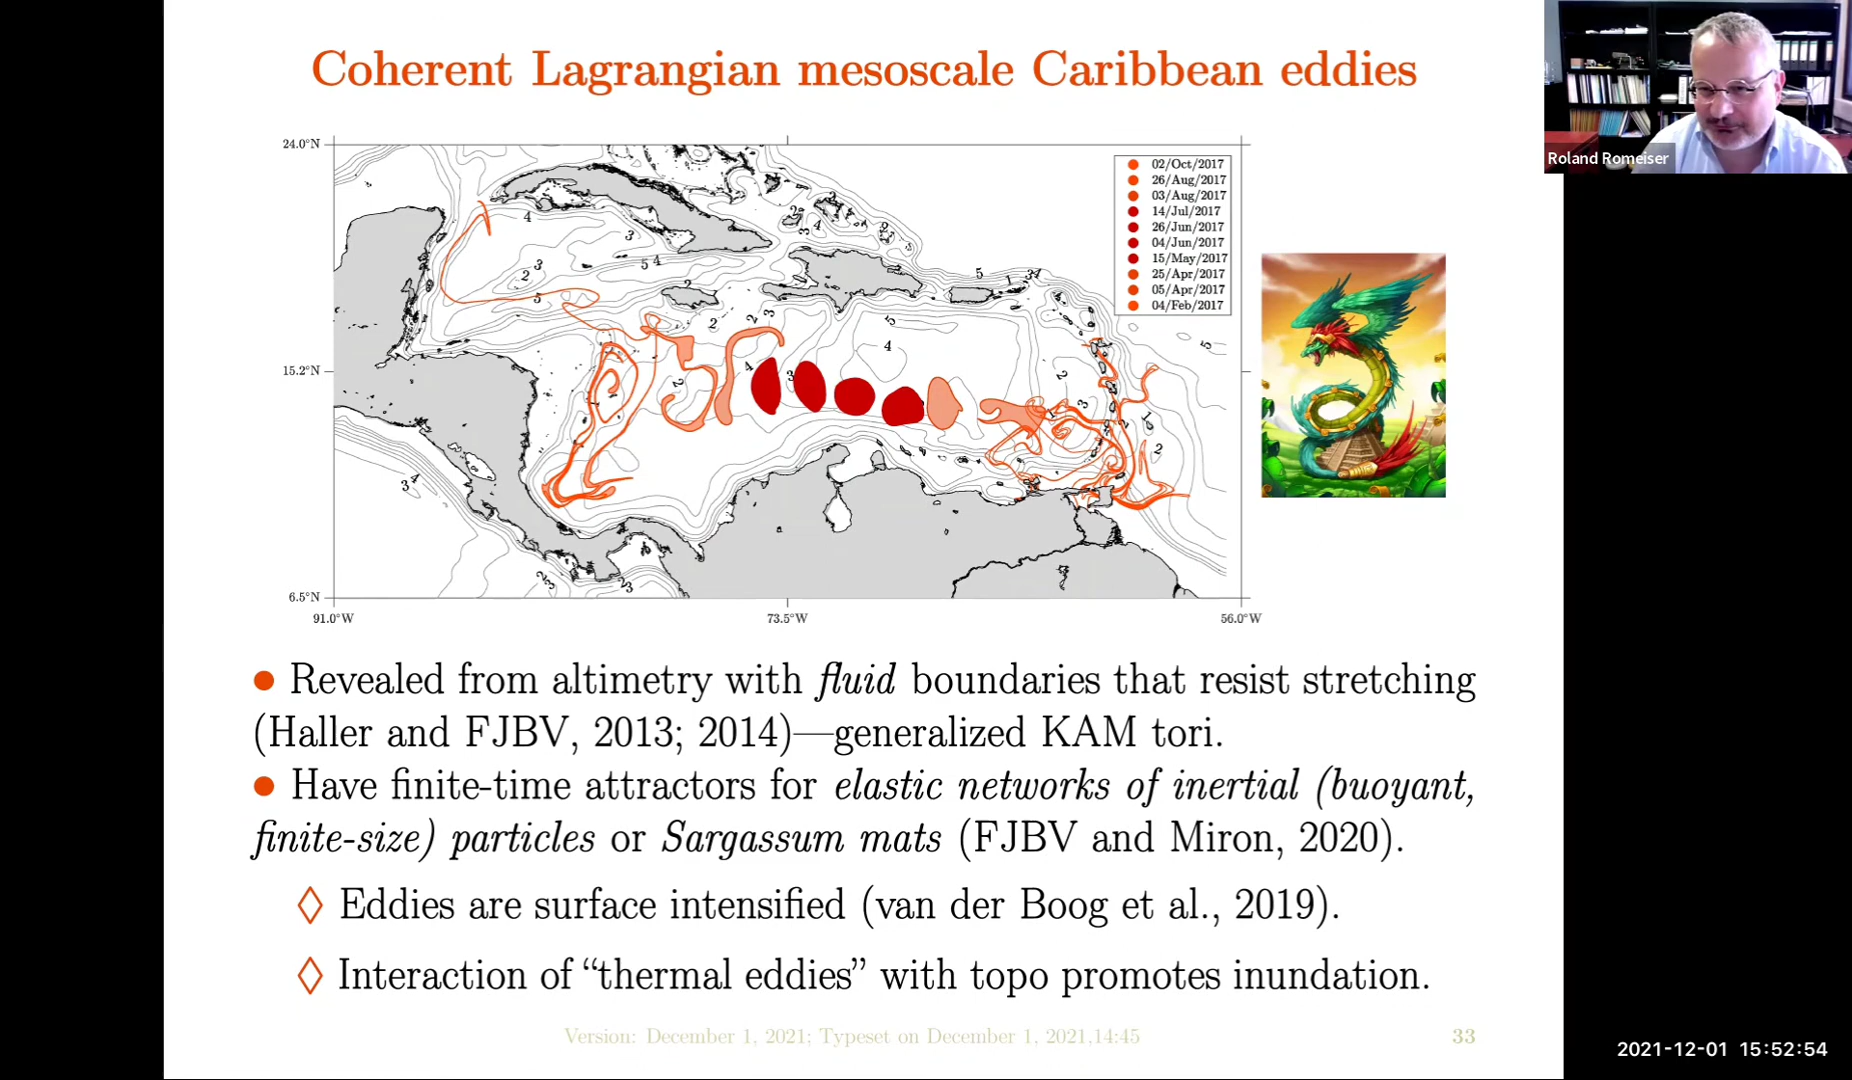 Coherent Lagrangian mesoscale Caribbean eddies
Roland Romeiser
24.0°N
15.2°N
6.5°N
91.0°W
73.5°W
56.0°W
02/Oct/2017
26/Aug/2017
03/Aug/2017
14/Jul/2017
26/Jun/2017
04/Jun/2017
15/May/2017
25/Apr/2017
05/Apr/2017
04/Feb/2017
• Revealed from altimetry with fluid boundaries that resist stretching
(Haller and FJBV, 2013; 2014)—generalized KAM tori.
• Have finite-time attractors for elastic networks of inertial (buoyant,
finite-size) particles or Sargassum mats (FJBV and Miron, 2020).
◊ Eddies are surface intensified (van der Boog et al., 2019).
◊ Interaction of “thermal eddies” with topo promotes inundation.
Version: December 1, 2021; Typeset on December 1, 2021,14:45
33
2021-12-01 15:52:54